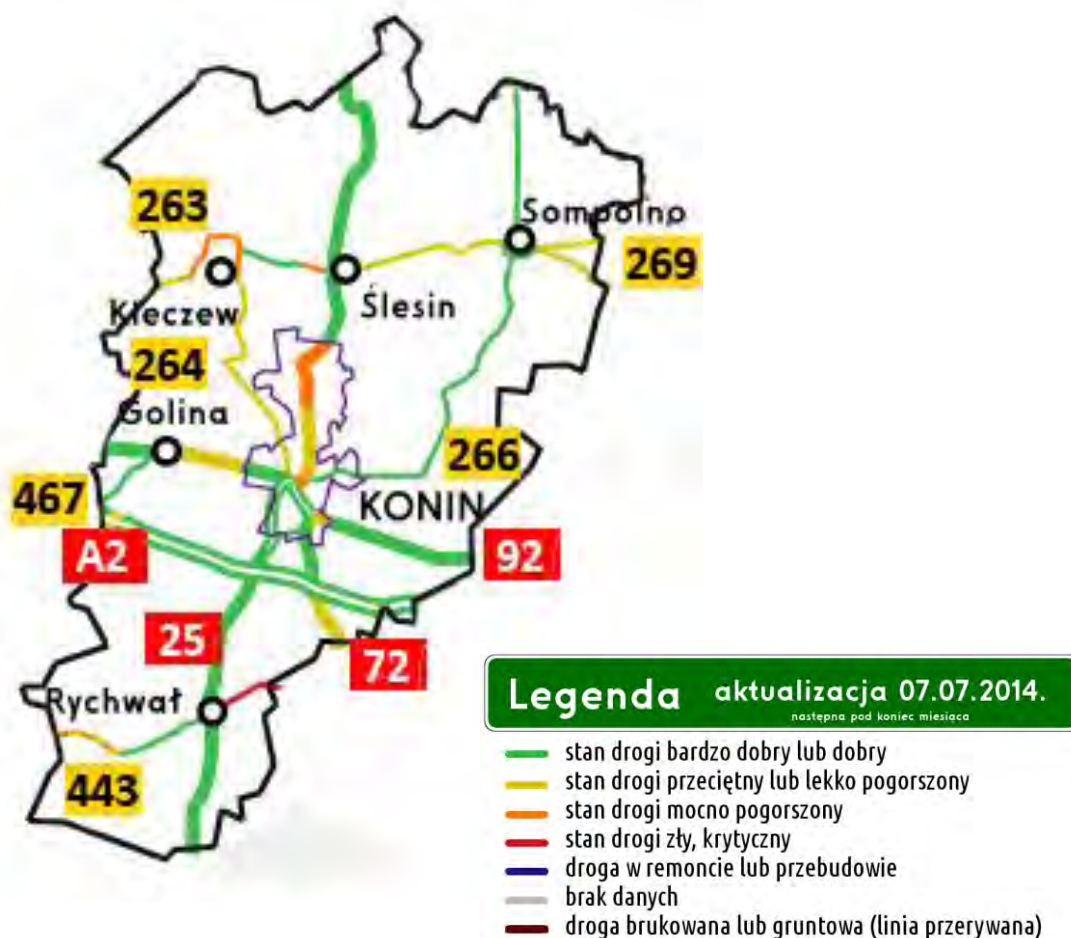 263
Sompolno
269
Ślesin
Kleczew
264
Golina
266
467
KONIN
A2
92
25
72
Rychwał
443
Legenda aktualizacja 07.07.2014.
następna pod koniec miesiąca
stan drogi bardzo dobry lub dobry
stan drogi przeciętny lub lekko pogorszony
stan drogi mocno pogorszony
stan drogi zły, krytyczny
droga w remoncie lub przebudowie
brak danych
droga brukowana lub gruntowa (linia przerywana)